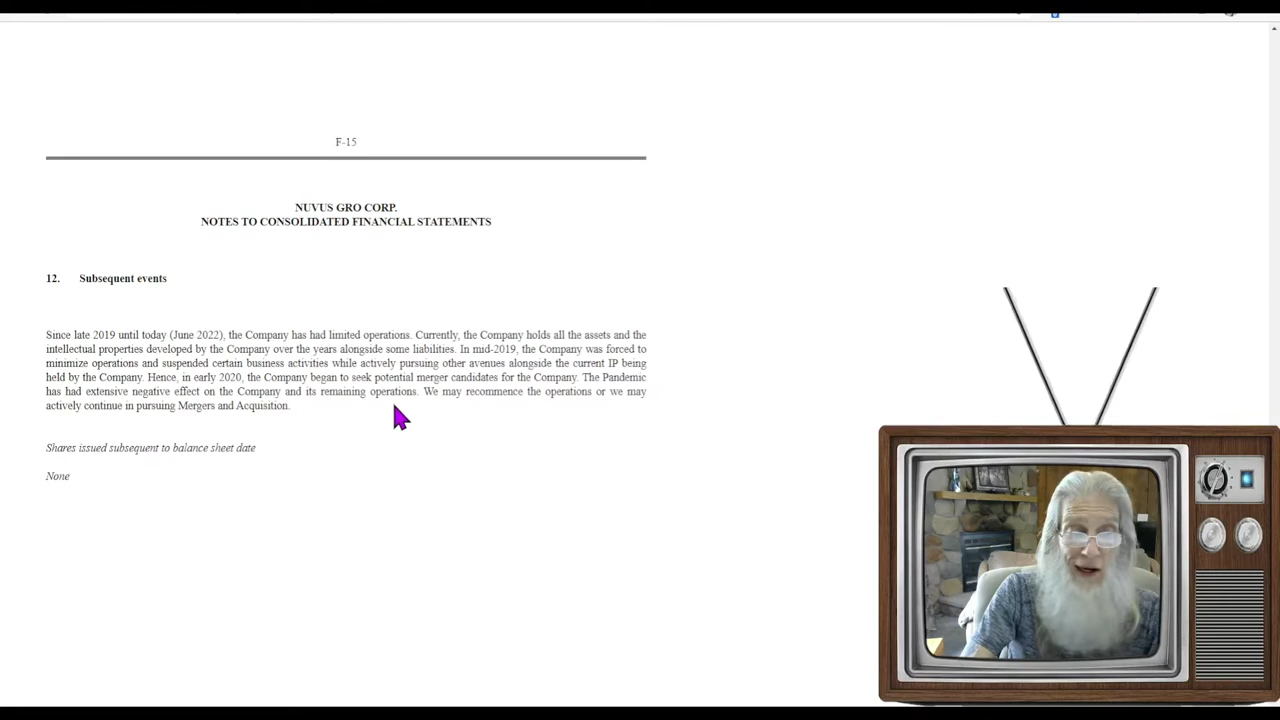 F-15
NUVUS GRO CORP.
NOTES TO CONSOLIDATED FINANCIAL STATEMENTS
12. Subsequent events
Since late 2019 until today (June 2022), the Company has had limited operations. Currently, the Company holds all the assets and the
intellectual properties developed by the Company over the years alongside some liabilities. In mid-2019, the Company was forced to
minimize operations and suspended certain business activities while actively pursuing other avenues alongside the current IP being
held by the Company. Hence, in early 2020, the Company began to seek potential merger candidates for the Company. The Pandemic
has had extensive negative effect on the Company and its remaining operations. We may recommence the operations or we may
actively continue in pursuing Mergers and Acquisition.
Shares issued subsequent to balance sheet date
None